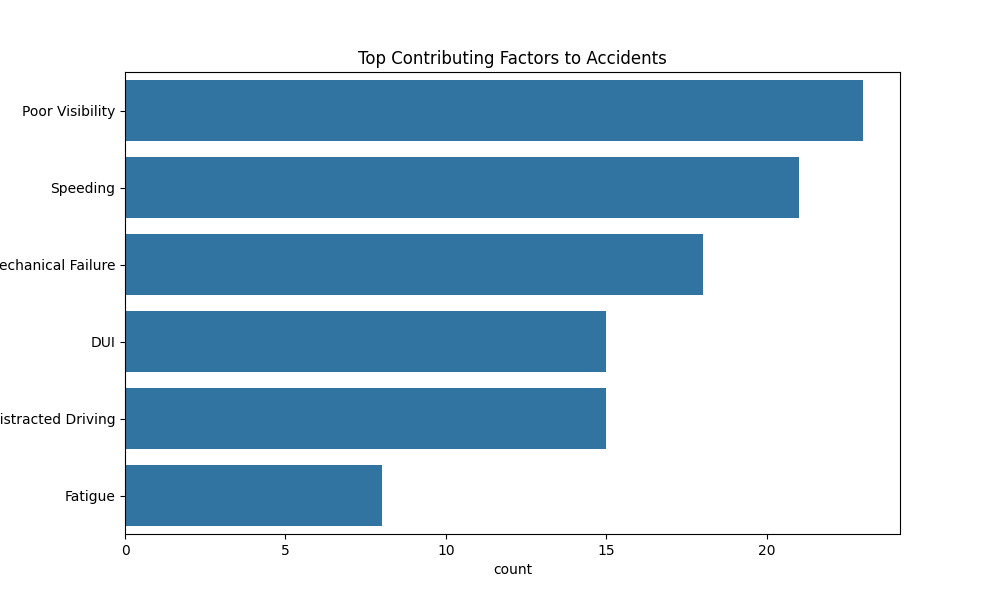 Top Contributing Factors to Accidents
Poor Visibility
Speeding
echanical Failure
DUI
istracted Driving
Fatigue
0 5 10 15 20
count